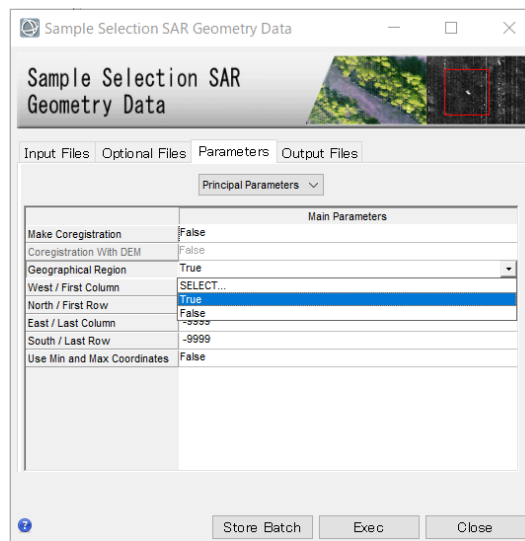 Sample Selection SAR Geometry Data
Sample Selection SAR
Geometry Data
Input Files Optional Files Parameters Output Files
Principal Parameters
Main Parameters
Make Coregistration False
Coregistration With DEM False
Geographical Region True
West / First Column SELECT...
North / First Row True
False
East / Last Column -9999
South / Last Row -9999
Use Min and Max Coordinates False
Store Batch Exec Close